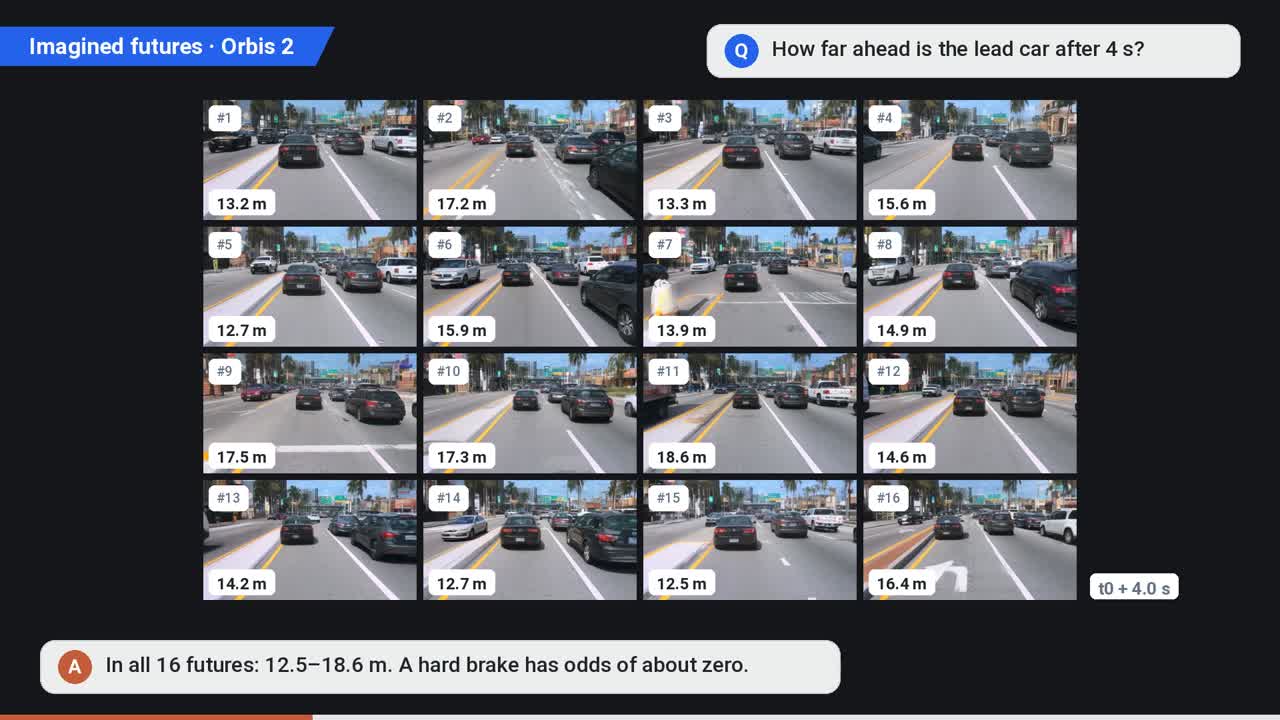 Imagined futures · Orbis 2
Q How far ahead is the lead car after 4 s?
#1
13.2 m
#2
17.2 m
#3
13.3 m
#4
15.6 m
#5
12.7 m
#6
15.9 m
#7
13.9 m
#8
14.9 m
#9
17.5 m
#10
17.3 m
#11
18.6 m
#12
14.6 m
#13
14.2 m
#14
12.7 m
#15
12.5 m
#16
16.4 m
t0 + 4.0 s
A In all 16 futures: 12.5–18.6 m. A hard brake has odds of about zero.